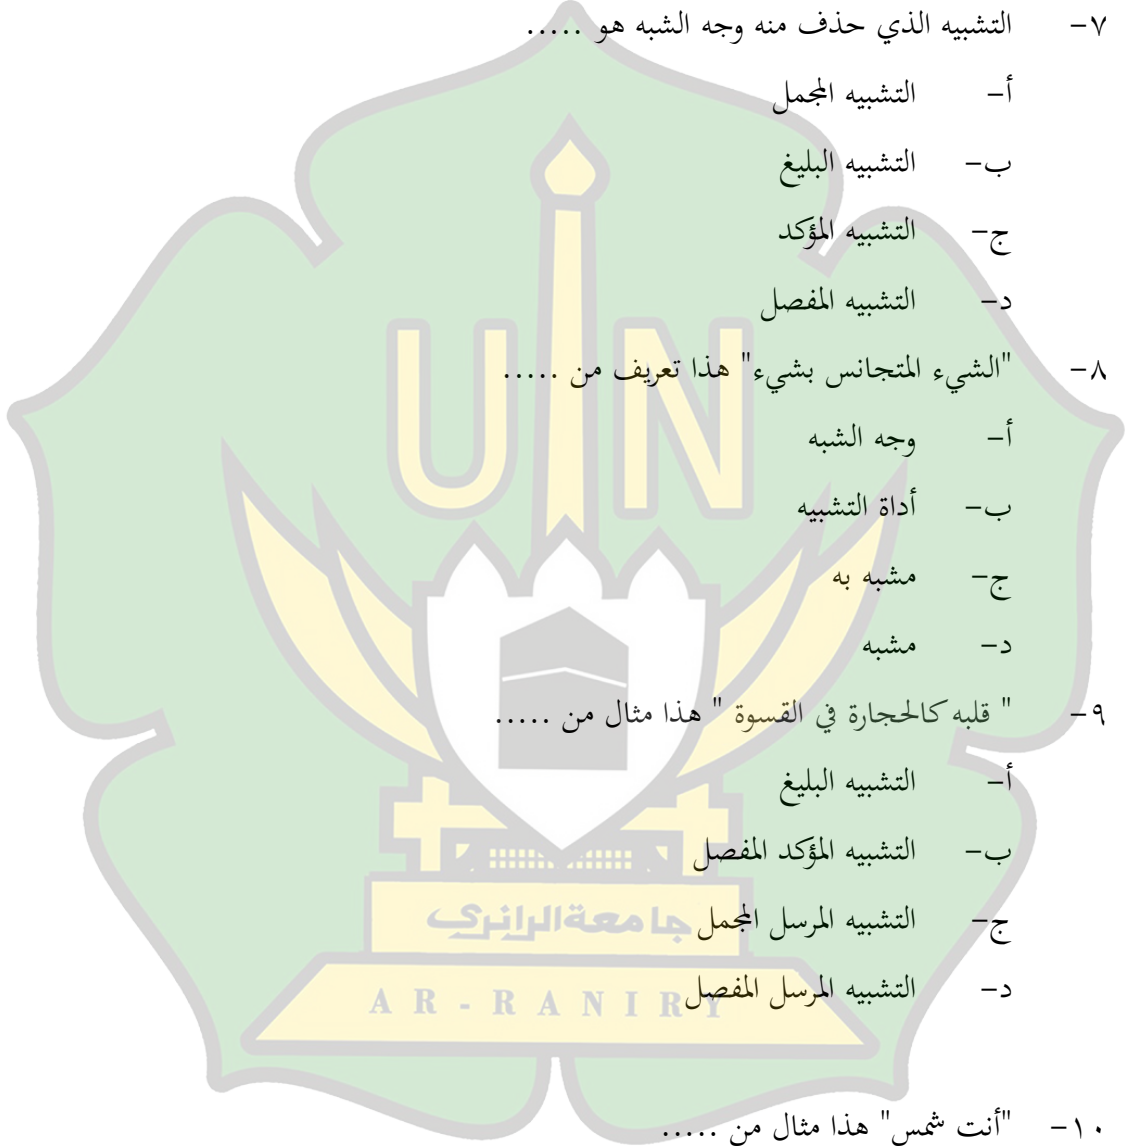 ٧- التشبيه الذي حذف منه وجه الشبه هو .....
أ- التشبيه المجمل
ب- التشبيه البليغ
ج- التشبيه المؤكد
د- التشبيه المفصل
٨- "الشيء المتجانس بشيء" هذا تعريف من .....
أ- وجه الشبه
ب- أداة التشبيه
ج- مشبه به
د- مشبه
٩- " قلبه كالحجارة في القسوة " هذا مثال من .....
أ- التشبيه البليغ
ب- التشبيه المؤكد المفصل
ج- التشبيه المرسل المجمل
د- التشبيه المرسل المفصل
١٠- "أنت شمس" هذا مثال من .....
UIN
جامعة الرانري
AR-RANIRY